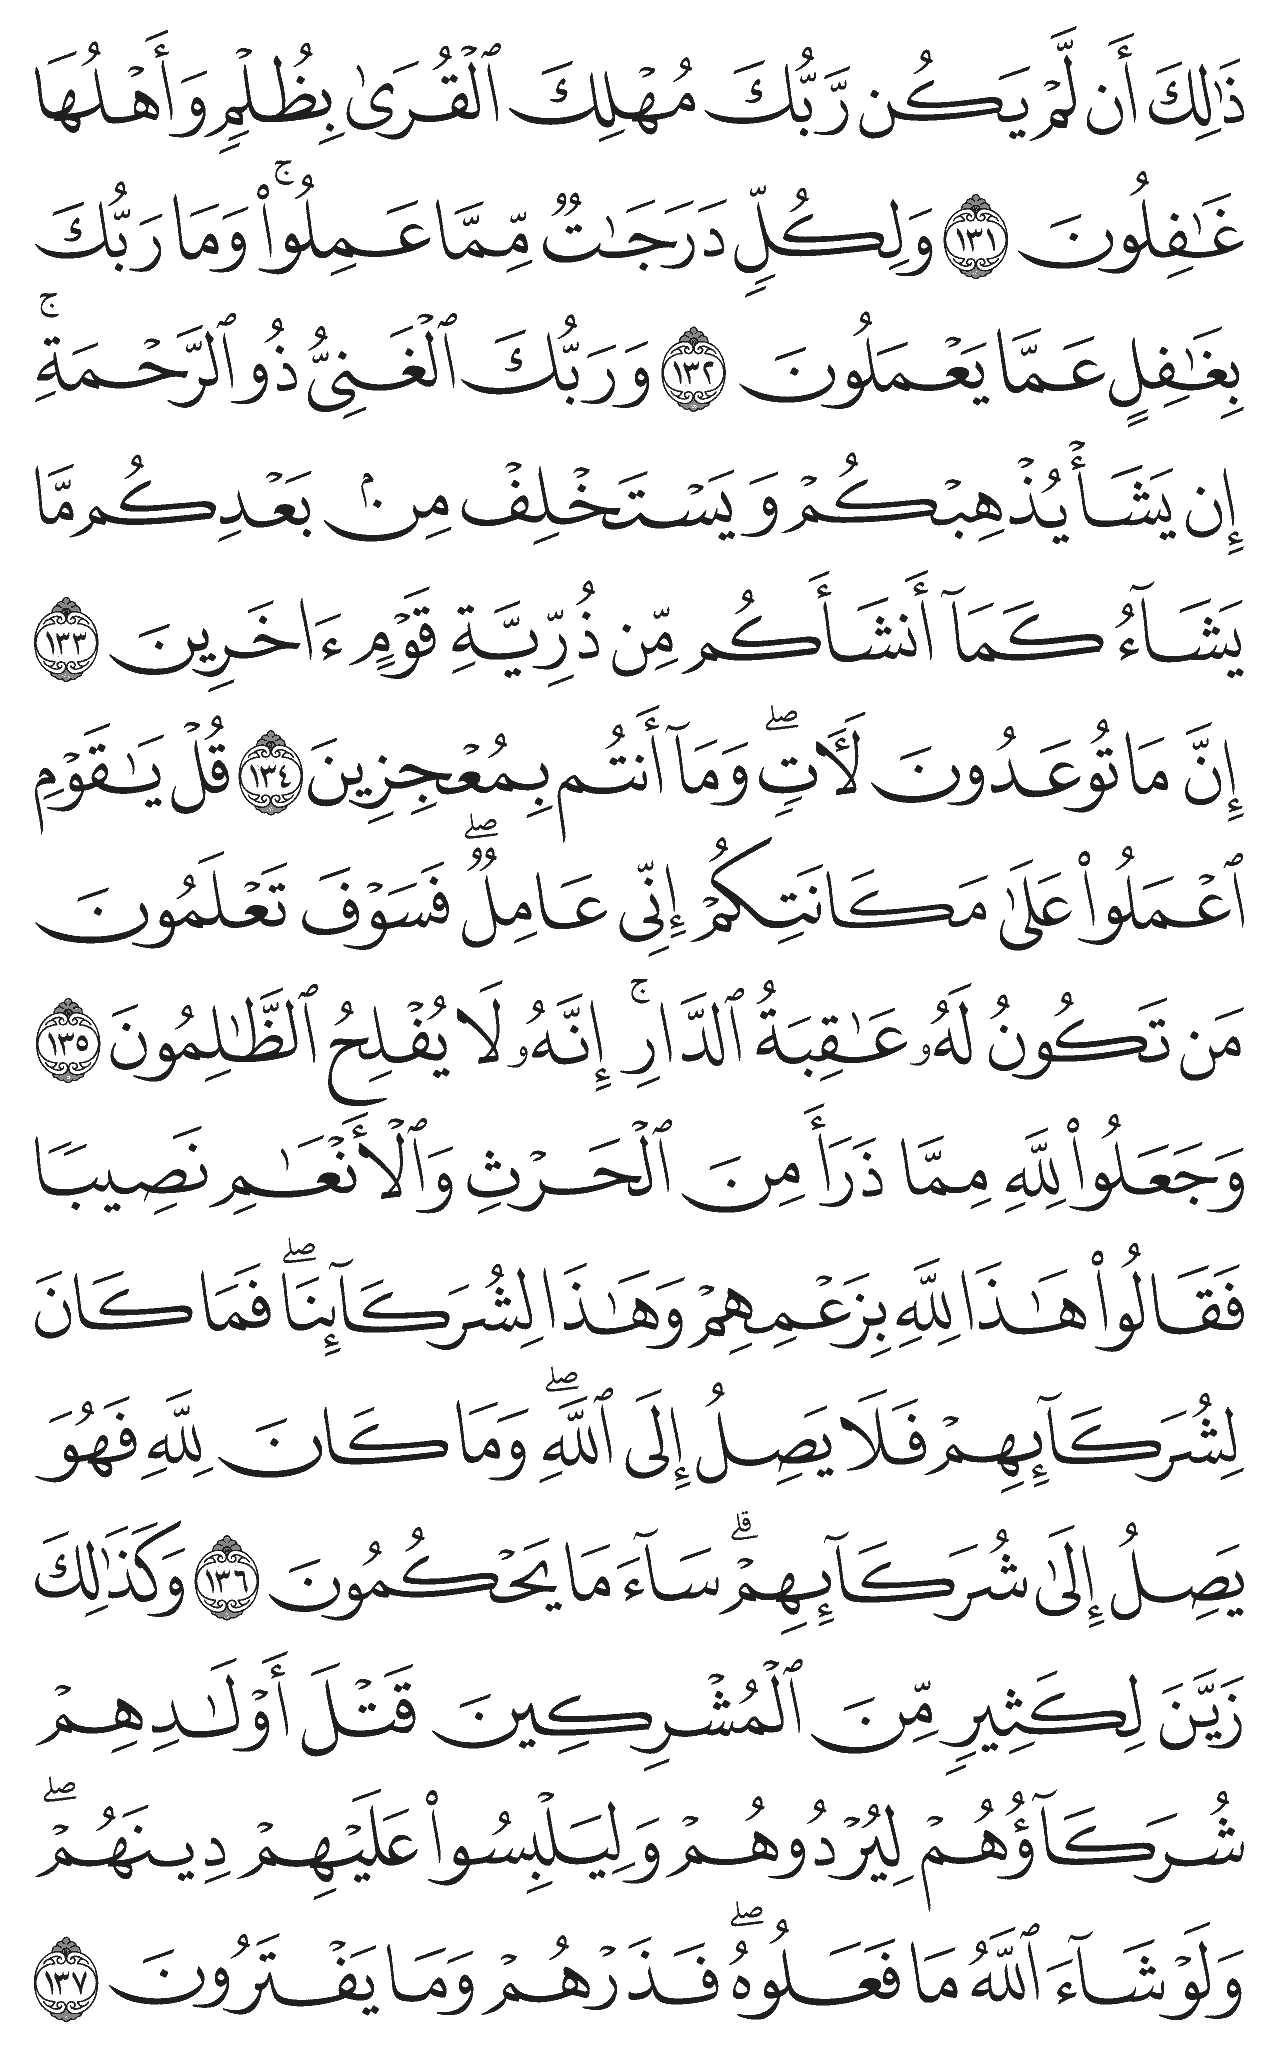 ذَٰلِكَ أَن لَّمْ يَكُن رَّبُّكَ مُهْلِكَ ٱلْقُرَىٰ بِظُلْمٍ وَأَهْلُهَا
غَـٰفِلُونَ ١٣١ وَلِكُلٍّ دَرَجَـٰتٌ مِّمَّا عَمِلُوا۟ ۚ وَمَا رَبُّكَ
بِغَـٰفِلٍ عَمَّا يَعْمَلُونَ ١٣٢ وَرَبُّكَ ٱلْغَنِىُّ ذُو ٱلرَّحْمَةِ ۚ
إِن يَشَأْ يُذْهِبْكُمْ وَيَسْتَخْلِفْ مِنۢ بَعْدِكُم مَّا
يَشَآءُ كَمَآ أَنشَأَكُم مِّن ذُرِّيَّةِ قَوْمٍ ءَاخَرِينَ ١٣٣
إِنَّ مَا تُوعَدُونَ لَـَٔاتٍ ۖ وَمَآ أَنتُم بِمُعْجِزِينَ ١٣٤ قُلْ يَـٰقَوْمِ
ٱعْمَلُوا۟ عَلَىٰ مَكَانَتِكُمْ إِنِّى عَامِلٌ ۖ فَسَوْفَ تَعْلَمُونَ
مَن تَكُونُ لَهُۥ عَـٰقِبَةُ ٱلدَّارِ ۚ إِنَّهُۥ لَا يُفْلِحُ ٱلظَّـٰلِمُونَ ١٣٥
وَجَعَلُوا۟ لِلَّهِ مِمَّا ذَرَأَ مِنَ ٱلْحَرْثِ وَٱلْأَنْعَـٰمِ نَصِيبًا
فَقَالُوا۟ هَـٰذَا لِلَّهِ بِزَعْمِهِمْ وَهَـٰذَا لِشُرَكَآئِنَا ۖ فَمَا كَانَ
لِشُرَكَآئِهِمْ فَلَا يَصِلُ إِلَى ٱللَّهِ ۖ وَمَا كَانَ لِلَّهِ فَهُوَ
يَصِلُ إِلَىٰ شُرَكَآئِهِمْ ۗ سَآءَ مَا يَحْكُمُونَ ١٣٦ وَكَذَٰلِكَ
زَيَّنَ لِكَثِيرٍ مِّنَ ٱلْمُشْرِكِينَ قَتْلَ أَوْلَـٰدِهِمْ
شُرَكَآؤُهُمْ لِيُرْدُوهُمْ وَلِيَلْبِسُوا۟ عَلَيْهِمْ دِينَهُمْ ۖ
وَلَوْ شَآءَ ٱللَّهُ مَا فَعَلُوهُ ۖ فَذَرْهُمْ وَمَا يَفْتَرُونَ ١٣٧